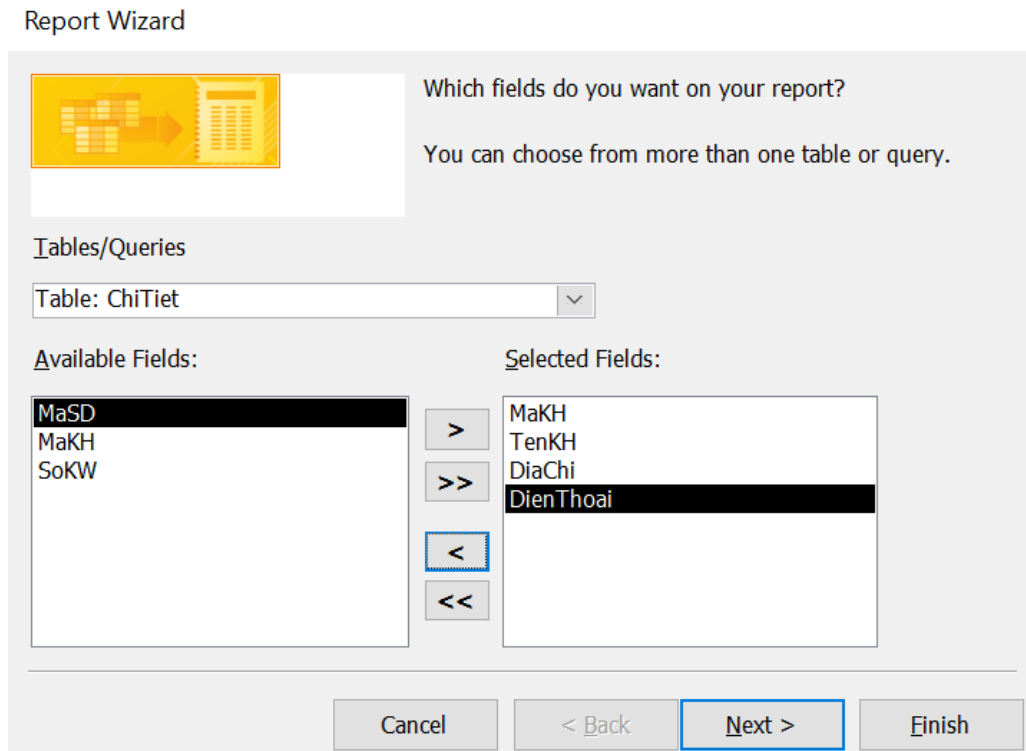 Report Wizard
Which fields do you want on your report?
You can choose from more than one table or query.
Tables/Queries
Table: ChiTiet
Available Fields:
Selected Fields:
MaSD
MaKH
SoKW
>
>>
<
<<
MaKH
TenKH
DiaChi
DienThoai
Cancel
< Back
Next >
Finish